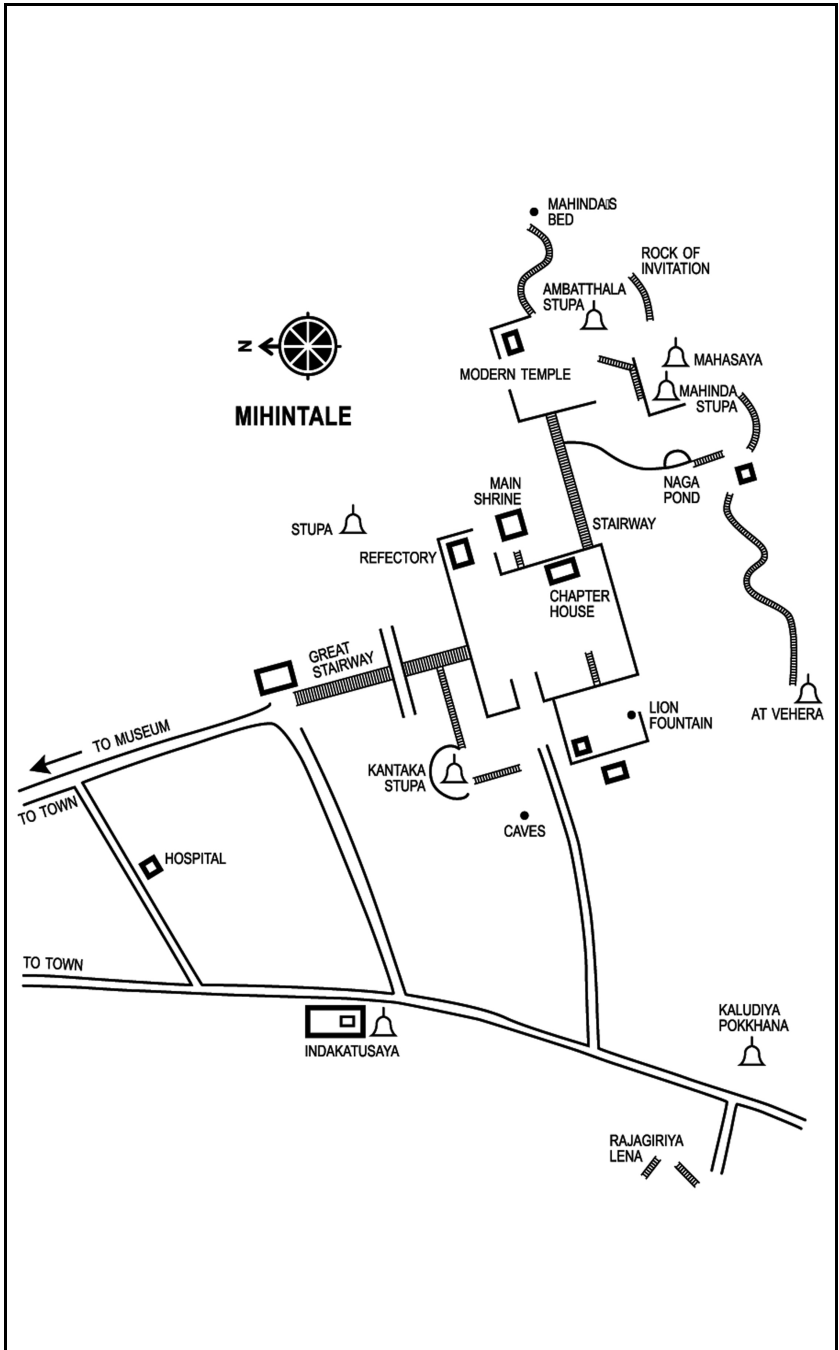 MAHINDA'S
BED
ROCK OF
INVITATION
AMBATTHALA
STUPA
N
MAHASAYA
MODERN TEMPLE
MAHINDA
STUPA
MIHINTALE
MAIN
SHRINE
NAGA
POND
STUPA
STAIRWAY
REFECTORY
CHAPTER
HOUSE
GREAT
STAIRWAY
LION
FOUNTAIN
AT VEHERA
TO MUSEUM
KANTAKA
STUPA
TO TOWN
CAVES
HOSPITAL
TO TOWN
KALUDIYA
POKKHANA
INDAKATUSAYA
RAJAGIRIYA
LENA